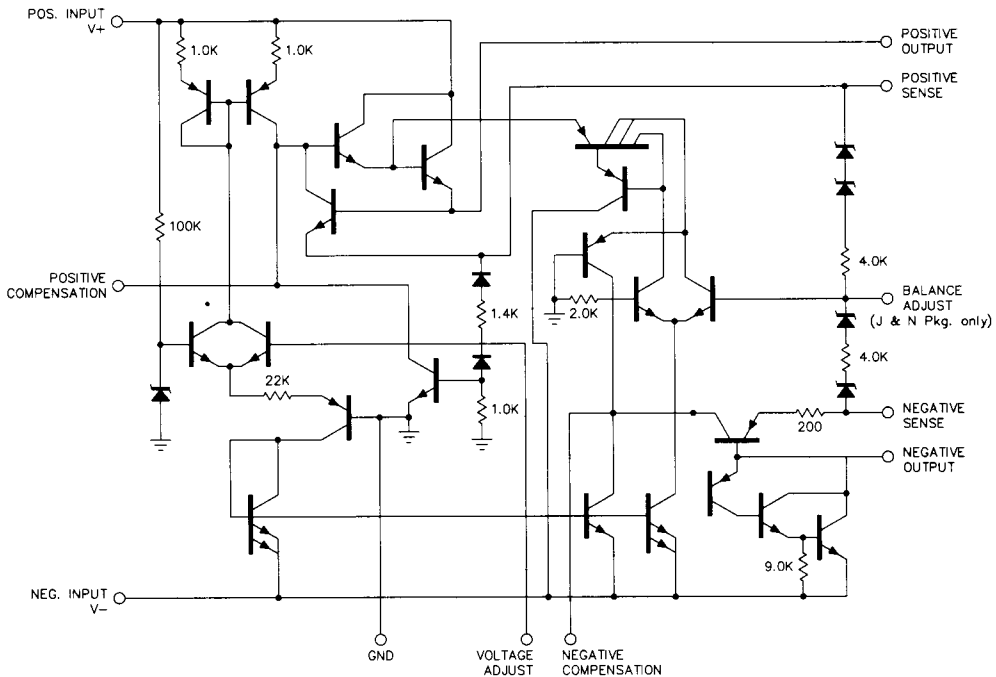 POS. INPUT
V+
1.0K
1.0K
POSITIVE
OUTPUT
POSITIVE
SENSE
100K
4.0K
POSITIVE
COMPENSATION
1.4K
2.0K
BALANCE
ADJUST
(J & N Pkg. only)
22K
1.0K
4.0K
200
NEGATIVE
SENSE
NEGATIVE
OUTPUT
9.0K
NEG. INPUT
V-
GND
VOLTAGE
ADJUST
NEGATIVE
COMPENSATION